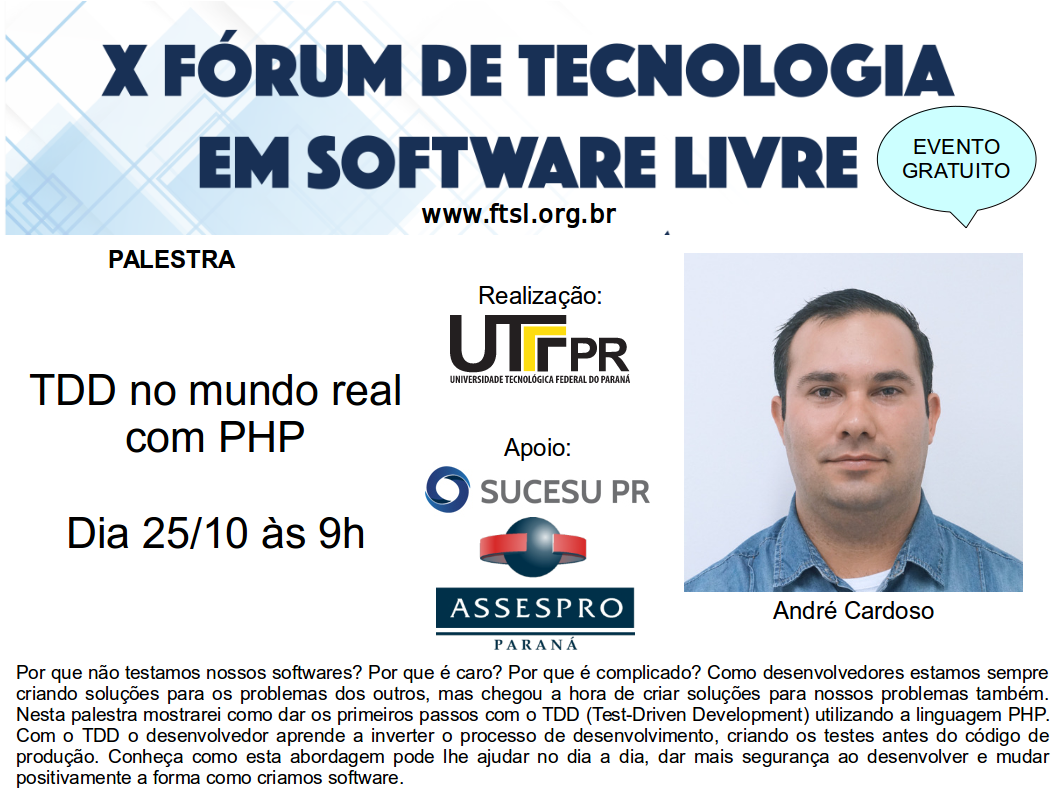 X FÓRUM DE TECNOLOGIA
EM SOFTWARE LIVRE
EVENTO
GRATUITO
www.ftsl.org.br
PALESTRA
TDD no mundo real
com PHP
Dia 25/10 às 9h
Realização:
UTFPR
UNIVERSIDADE TECNOLÓGICA FEDERAL DO PARANÁ
Apoio:
SUCESU PR
ASSESPRO
PARANÁ
André Cardoso
Por que não testamos nossos softwares? Por que é caro? Por que é complicado? Como desenvolvedores estamos sempre
criando soluções para os problemas dos outros, mas chegou a hora de criar soluções para nossos problemas também.
Nesta palestra mostrarei como dar os primeiros passos com o TDD (Test-Driven Development) utilizando a linguagem PHP.
Com o TDD o desenvolvedor aprende a inverter o processo de desenvolvimento, criando os testes antes do código de
produção. Conheça como esta abordagem pode lhe ajudar no dia a dia, dar mais segurança ao desenvolver e mudar
positivamente a forma como criamos software.